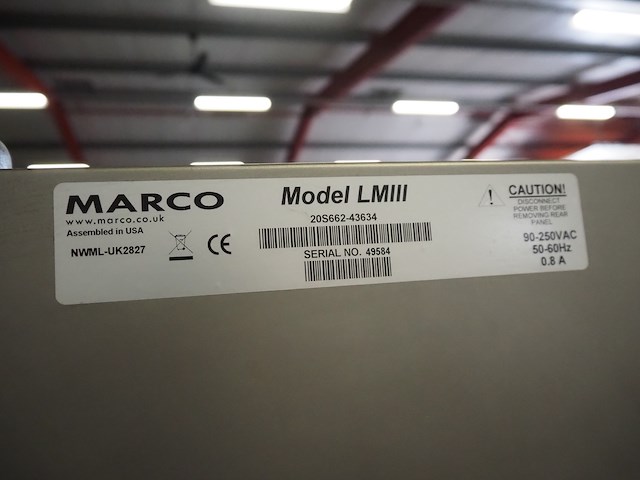 MARCO
www.marco.co.uk
Assembled in USA
NWML-UK2827
CE
Model LMIII
20S662-43634
SERIAL NO. 49584
CAUTION!
DISCONNECT
POWER BEFORE
REMOVING REAR
PANEL
90-250VAC
50-60Hz
0.8 A